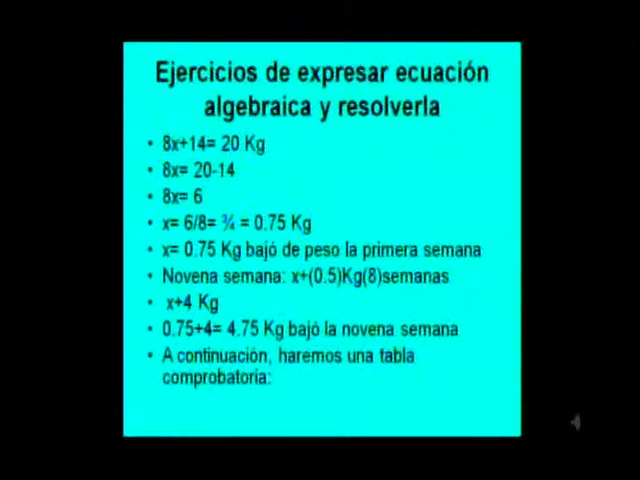 Ejercicios de expresar ecuación
algebraica y resolverla
• 8x+14= 20 Kg
• 8x= 20-14
• 8x= 6
• x= 6/8= ¾ = 0.75 Kg
• x= 0.75 Kg bajó de peso la primera semana
• Novena semana: x+(0.5)Kg(8)semanas
• x+4 Kg
• 0.75+4= 4.75 Kg bajó la novena semana
• A continuación, haremos una tabla
comprobatoria: